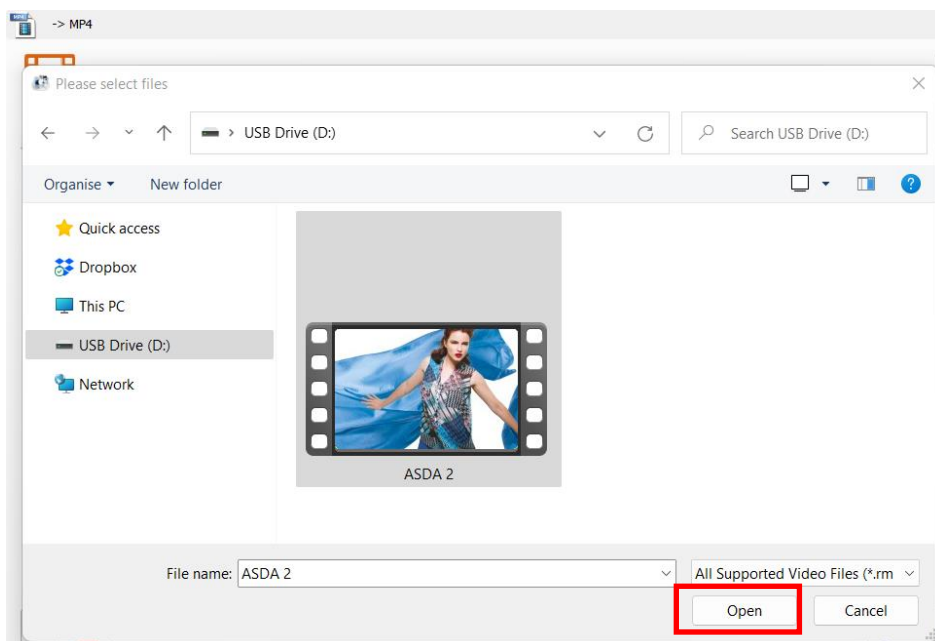 MPEG
-> MP4
Please select files
USB Drive (D:)
Search USB Drive (D:)
Organise
New folder
?
Quick access
Dropbox
This PC
USB Drive (D:)
Network
ASDA 2
File name: ASDA 2
All Supported Video Files (*.rm
Open
Cancel